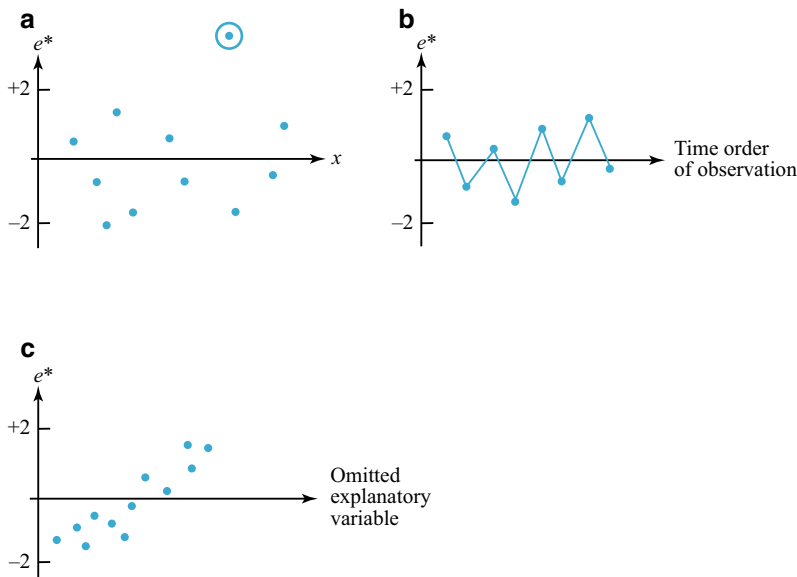 a
e*
+2
x
−2
b
e*
+2
Time order
of observation
−2
c
e*
+2
Omitted
explanatory
variable
−2